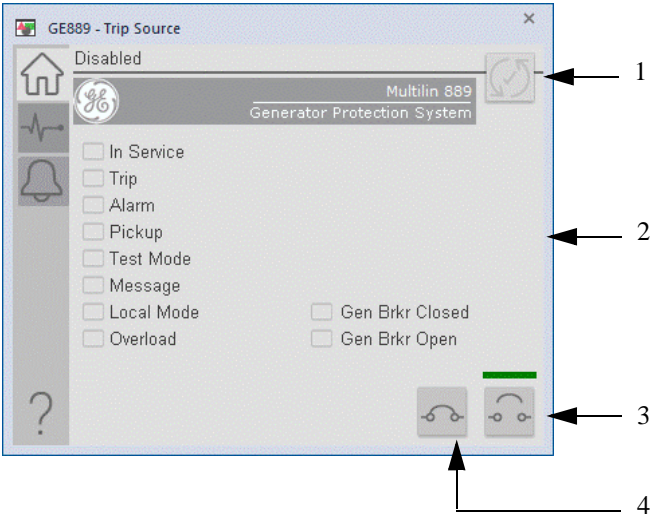 GE889 - Trip Source
Disabled
1
GE
Multilin 889
Generator Protection System
In Service
Trip
Alarm
Pickup
2
Test Mode
Message
Local Mode
Gen Brkr Closed
Overload
Gen Brkr Open
?
3
4